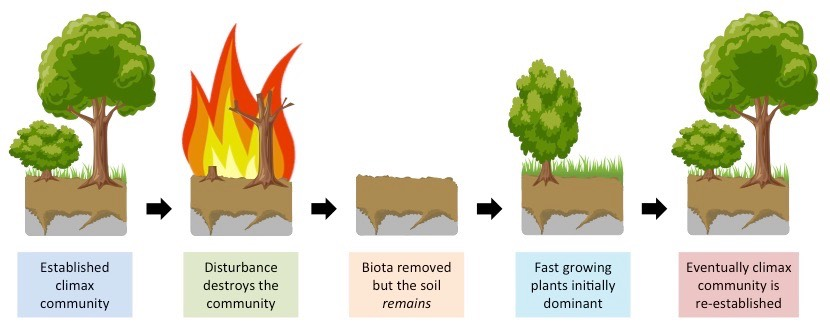 Established
climax
community
Disturbance
destroys the
community
Biota removed
but the soil
remains
Fast growing
plants initially
dominant
Eventually climax
community is
re-established